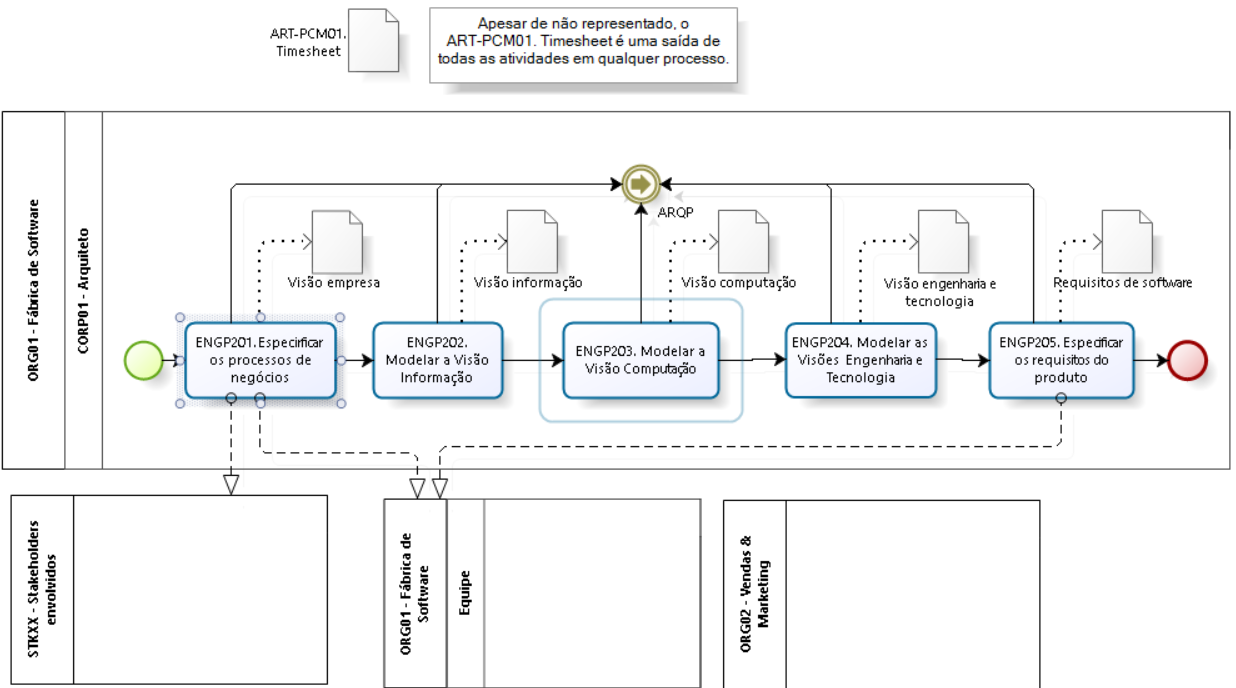 ART-PCM01.
Timesheet
Apesar de não representado, o
ART-PCM01. Timesheet é uma saída de
todas as atividades em qualquer processo.
ORG01 - Fábrica de Software
CORP01 - Arquiteto
ARQP
Visão empresa
Visão informação
Visão computação
Visão engenharia e
tecnologia
Requisitos de software
ENGP201. Especirficar
os processos de
negócios
ENGP202.
Modelar a Visão
Informação
ENGP203. Modelar a
Visão Computação
ENGP204. Modelar as
Visões Engenharia e
Tecnologia
ENGP205. Especificar
os requisitos do
produto
STKXX - Stakeholders
envolvidos
ORG01 - Fábrica de
Software
Equipe
ORG02 - Vendas &
Marketing